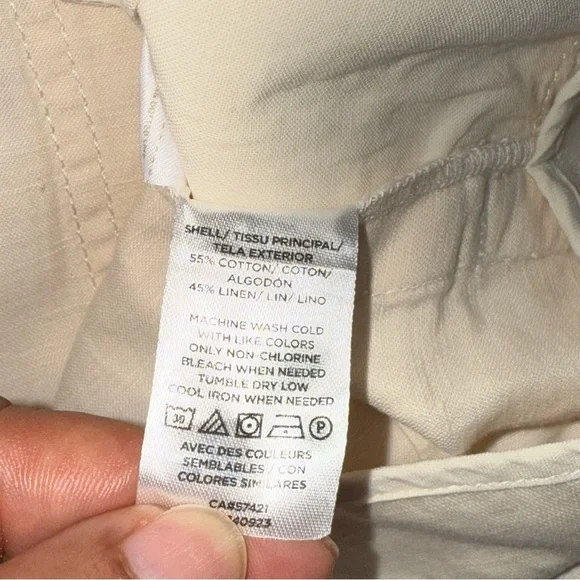 SHELL/ TISSU PRINCIPAL/
TELA EXTERIOR
55% COTTON/ COTON/
ALGODÓN
45% LINEN/ LIN/ LINO
MACHINE WASH COLD
WITH LIKE COLORS
ONLY NON-CHLORINE
BLEACH WHEN NEEDED
TUMBLE DRY LOW
COOL IRON WHEN NEEDED
30 P
AVEC DES COULEURS
SEMBLABLES / CON
COLORES SIMILARES
CA#57421